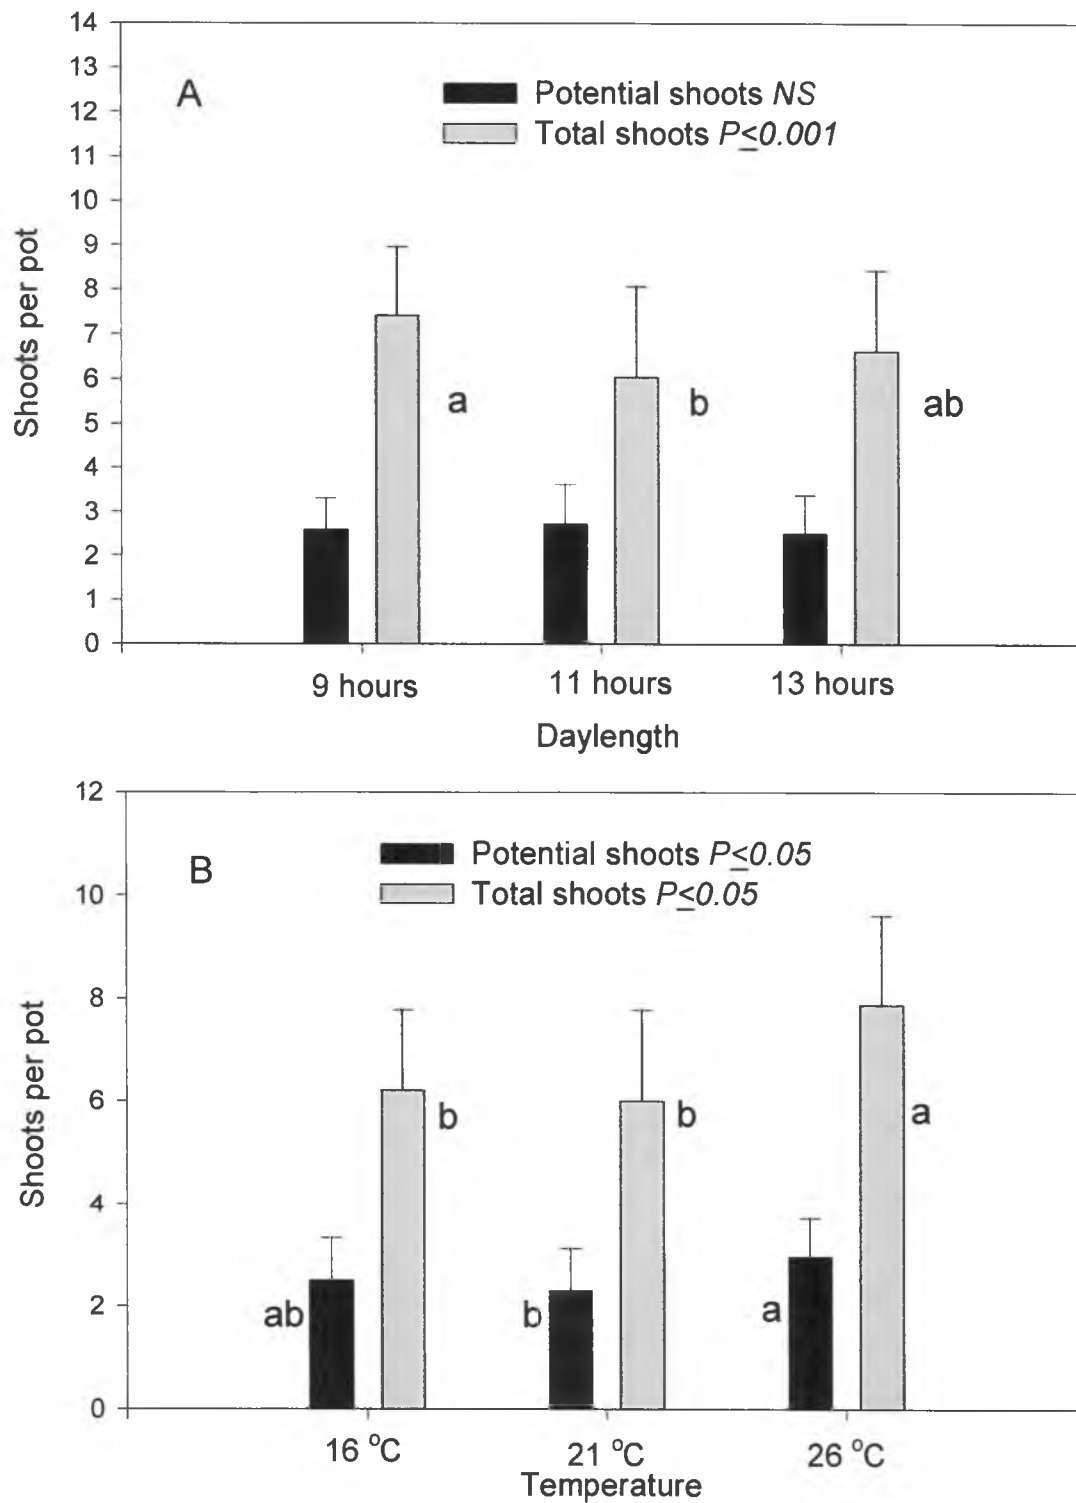 14
13
12
11
10
9
8
7
6
5
4
3
2
1
0
Shoots per pot
A
Potential shoots NS
Total shoots P≤0.001
a
b
ab
9 hours
11 hours
13 hours
Daylength
12
10
8
6
4
2
0
Shoots per pot
B
Potential shoots P≤0.05
Total shoots P≤0.05
ab
b
b
b
a
a
16 °C
21 °C
26 °C
Temperature